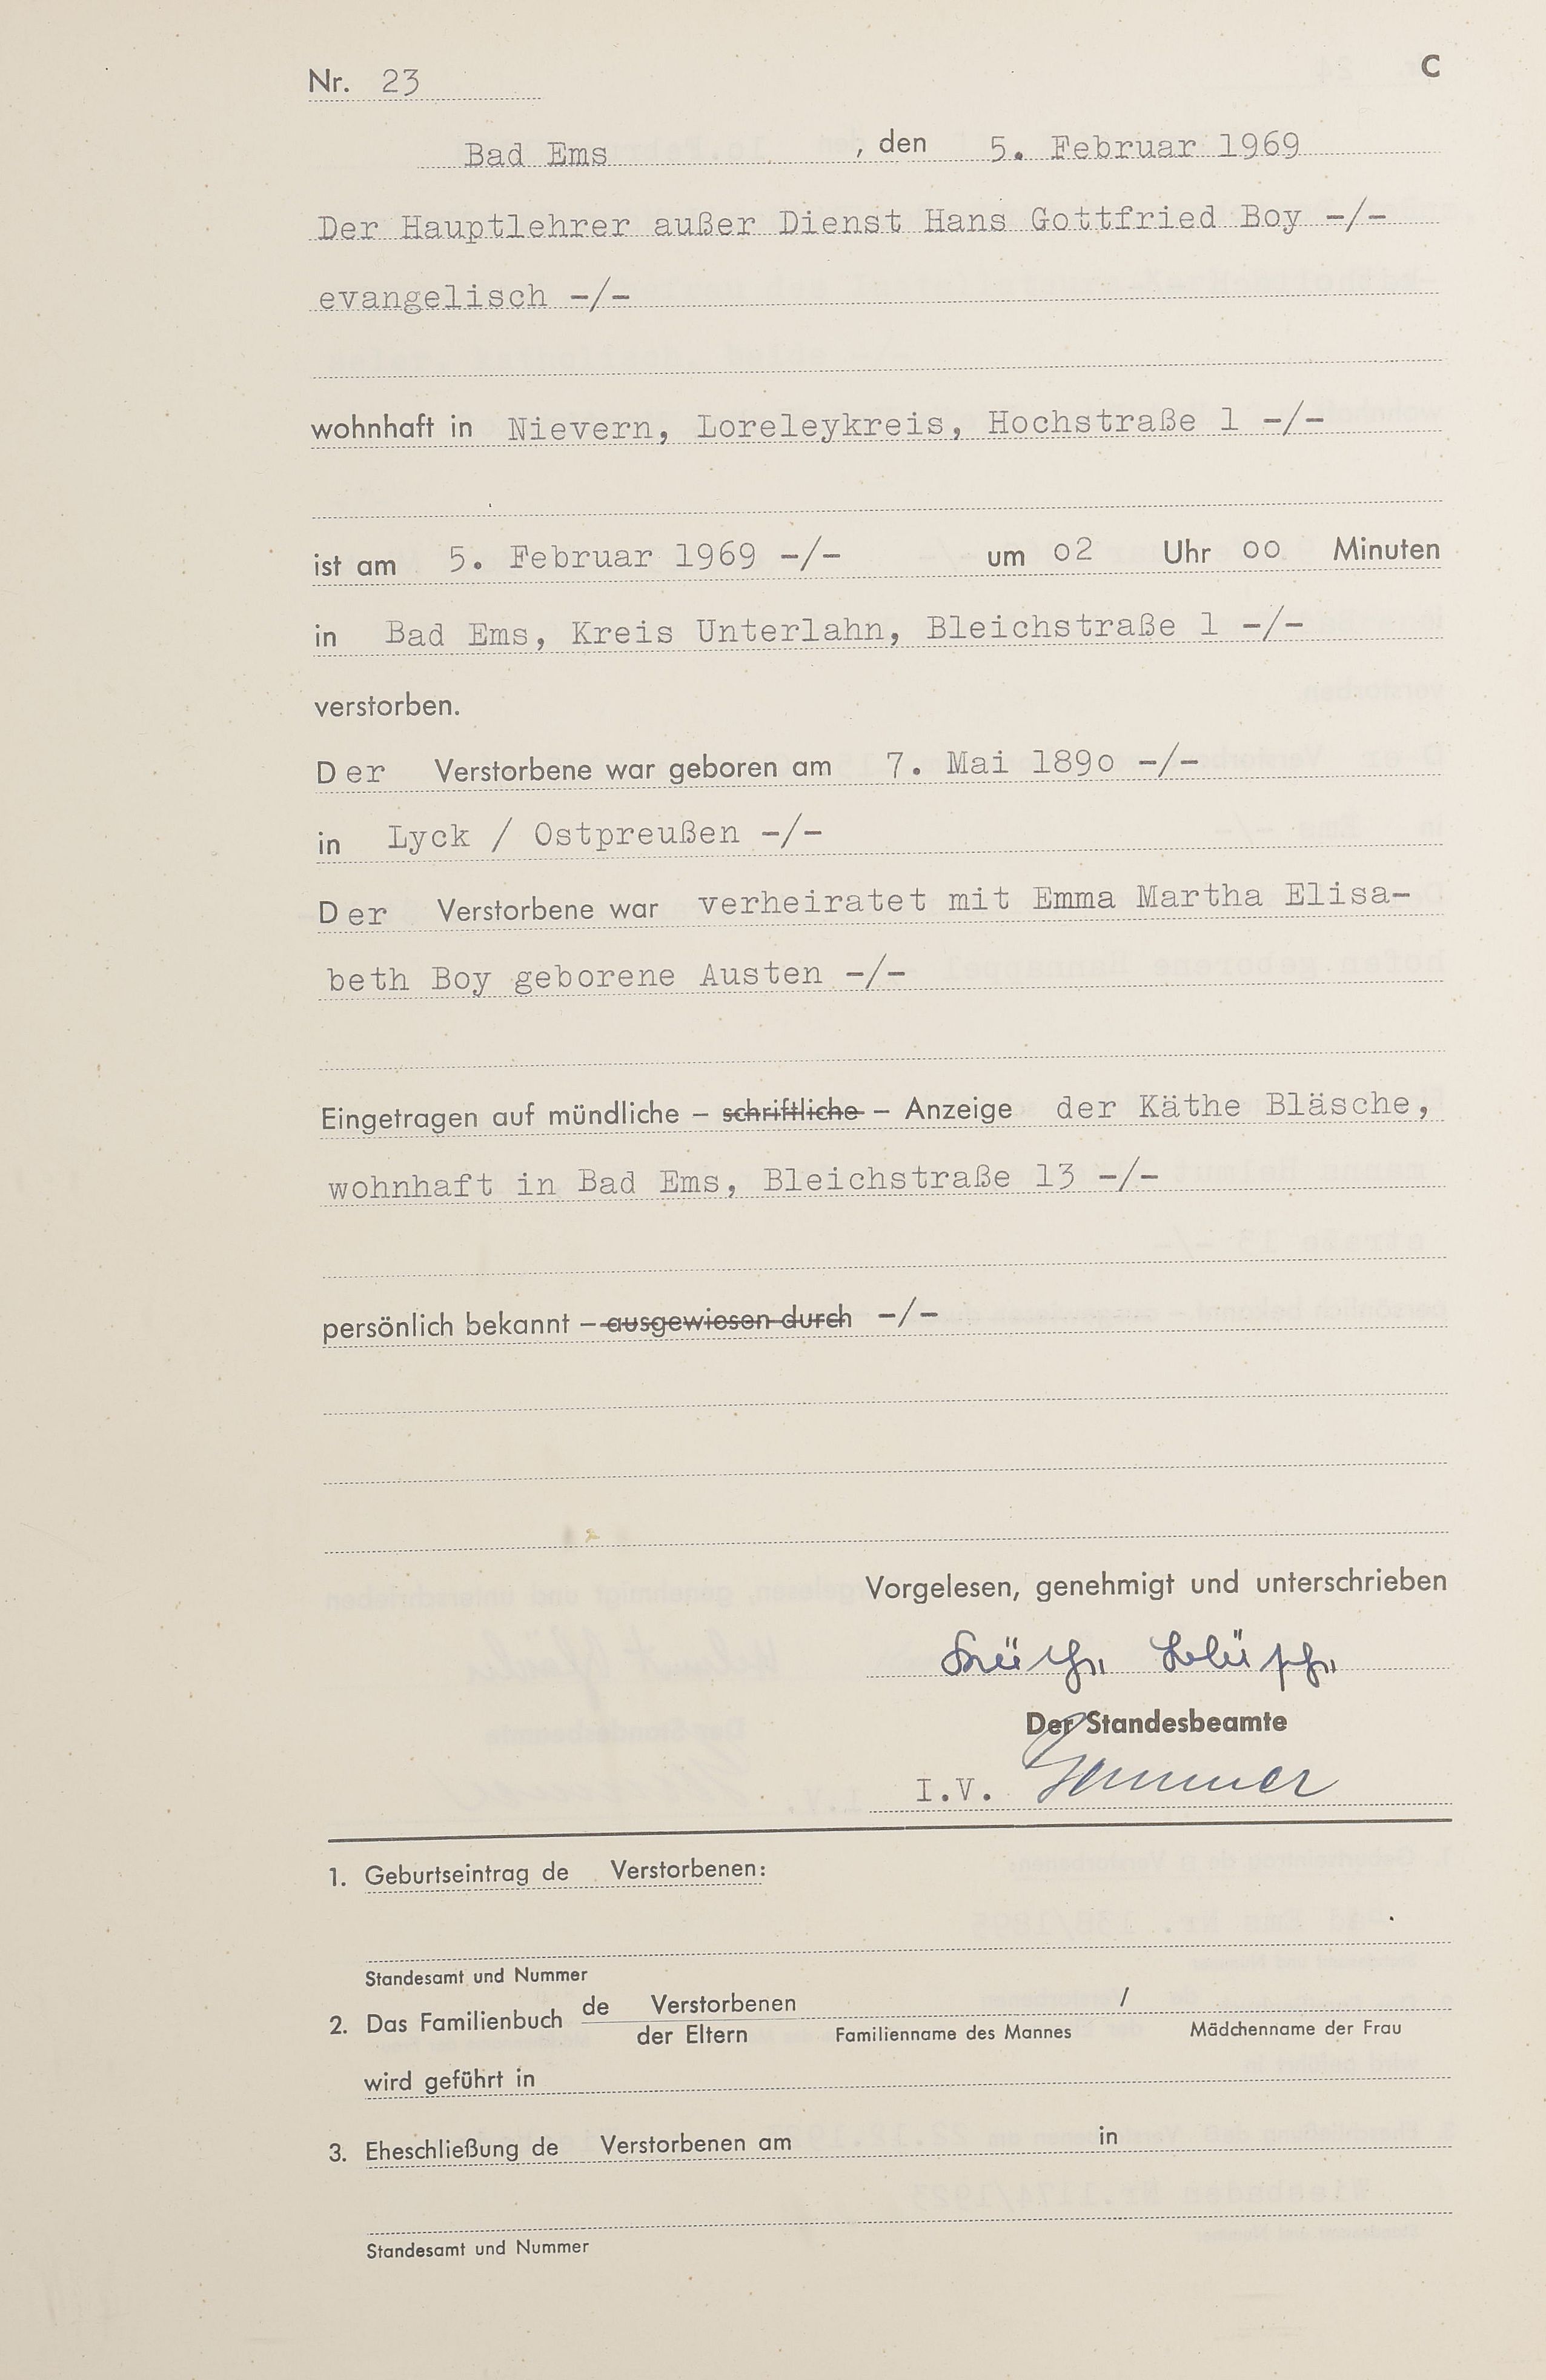 Nr. 23
C
Bad Ems , den 5. Februar 1969
Der Hauptlehrer außer Dienst Hans Gottfried Boy -/-
evangelisch -/-
wohnhaft in Nievern, Loreleykreis, Hochstraße 1 -/-
ist am 5. Februar 1969 -/- um o2 Uhr oo Minuten
in Bad Ems, Kreis Unterlahn, Bleichstraße 1 -/-
verstorben.
Der Verstorbene war geboren am 7. Mai 189o -/-
in Lyck / Ostpreußen -/-
Der Verstorbene war verheiratet mit Emma Martha Elisa-
beth Boy geborene Austen -/-
Eingetragen auf mündliche – schriftliche – Anzeige der Käthe Bläsche,
wohnhaft in Bad Ems, Bleichstraße 13 -/-
persönlich bekannt – ausgewiesen durch -/-
Vorgelesen, genehmigt und unterschrieben
Käthe Bläsche
Der Standesbeamte
I.V.
1. Geburtseintrag de Verstorbenen:
Standesamt und Nummer
2. Das Familienbuch de Verstorbenen /
der Eltern Familienname des Mannes Mädchenname der Frau
wird geführt in
3. Eheschließung de Verstorbenen am in
Standesamt und Nummer